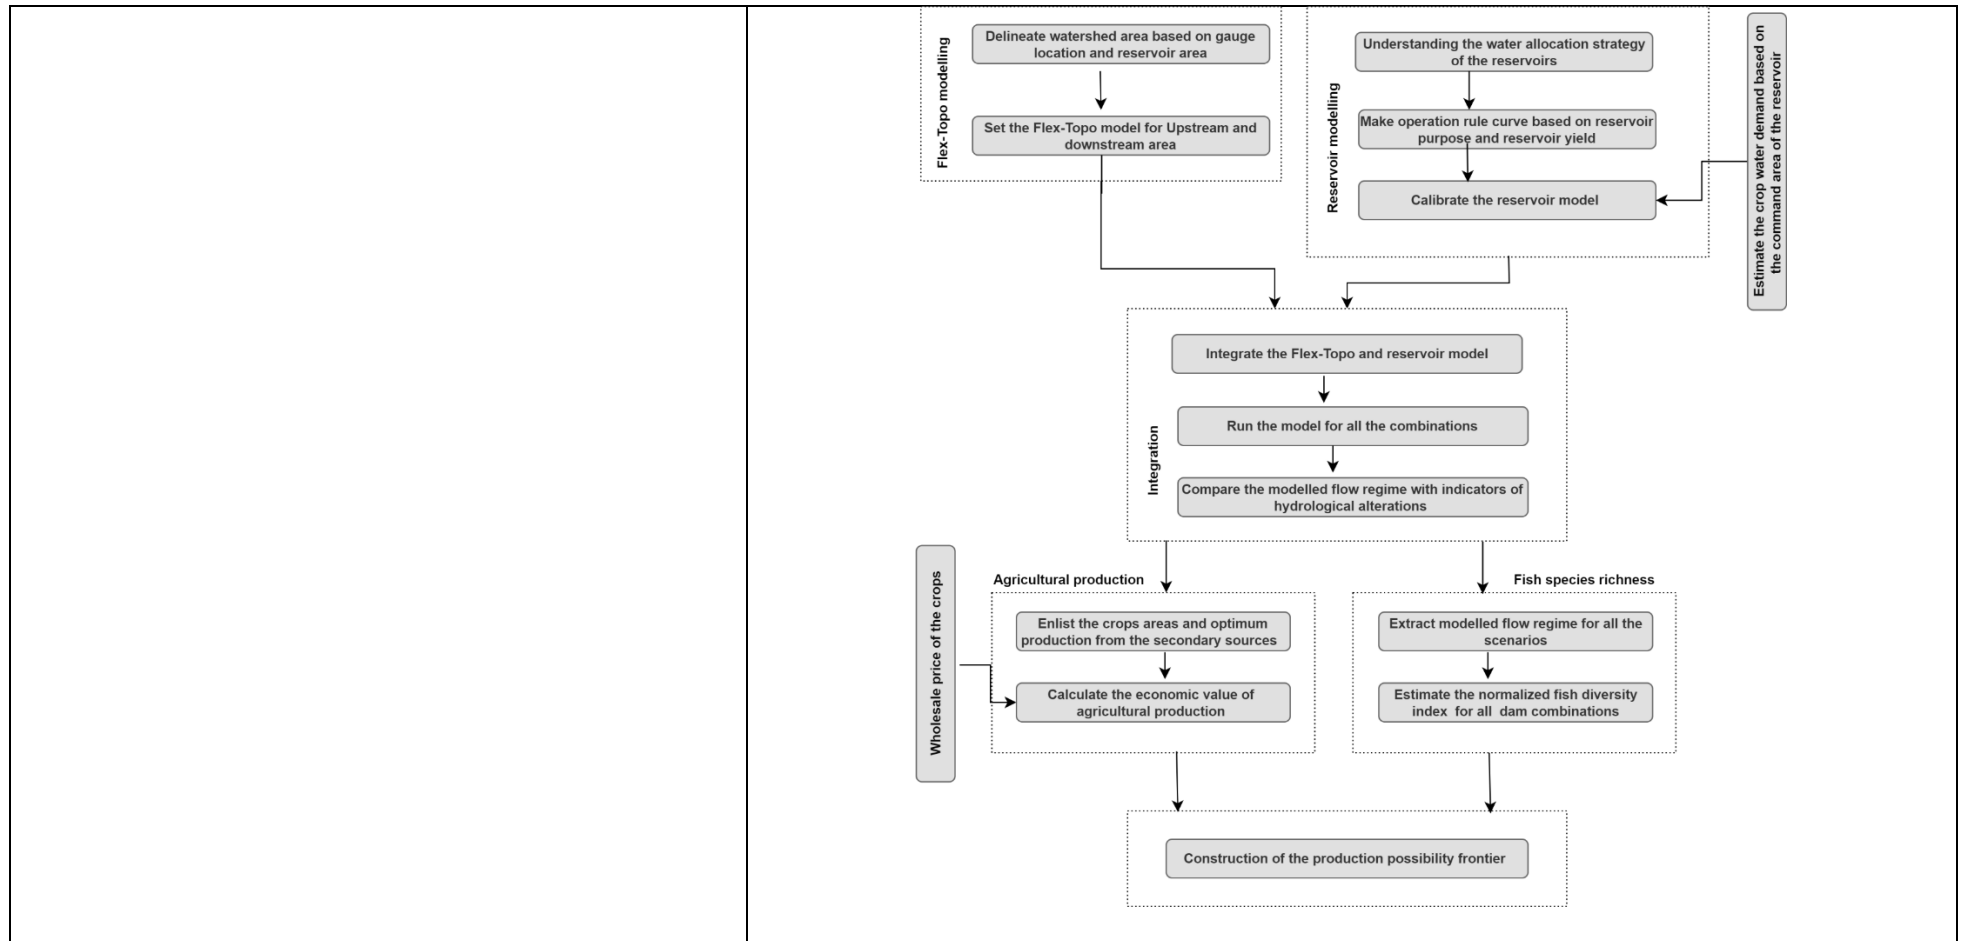 Flex-Topo modelling
Delineate watershed area based on gauge
location and reservoir area
Set the Flex-Topo model for Upstream and
downstream area
Reservoir modelling
Understanding the water allocation strategy
of the reservoirs
Make operation rule curve based on reservoir
purpose and reservoir yield
Calibrate the reservoir model
Estimate the crop water demand based on
the command area of the reservoir
Integration
Integrate the Flex-Topo and reservoir model
Run the model for all the combinations
Compare the modelled flow regime with indicators of
hydrological alterations
Wholesale price of the crops
Agricultural production
Enlist the crops areas and optimum
production from the secondary sources
Calculate the economic value of
agricultural production
Fish species richness
Extract modelled flow regime for all the
scenarios
Estimate the normalized fish diversity
index for all dam combinations
Construction of the production possibility frontier